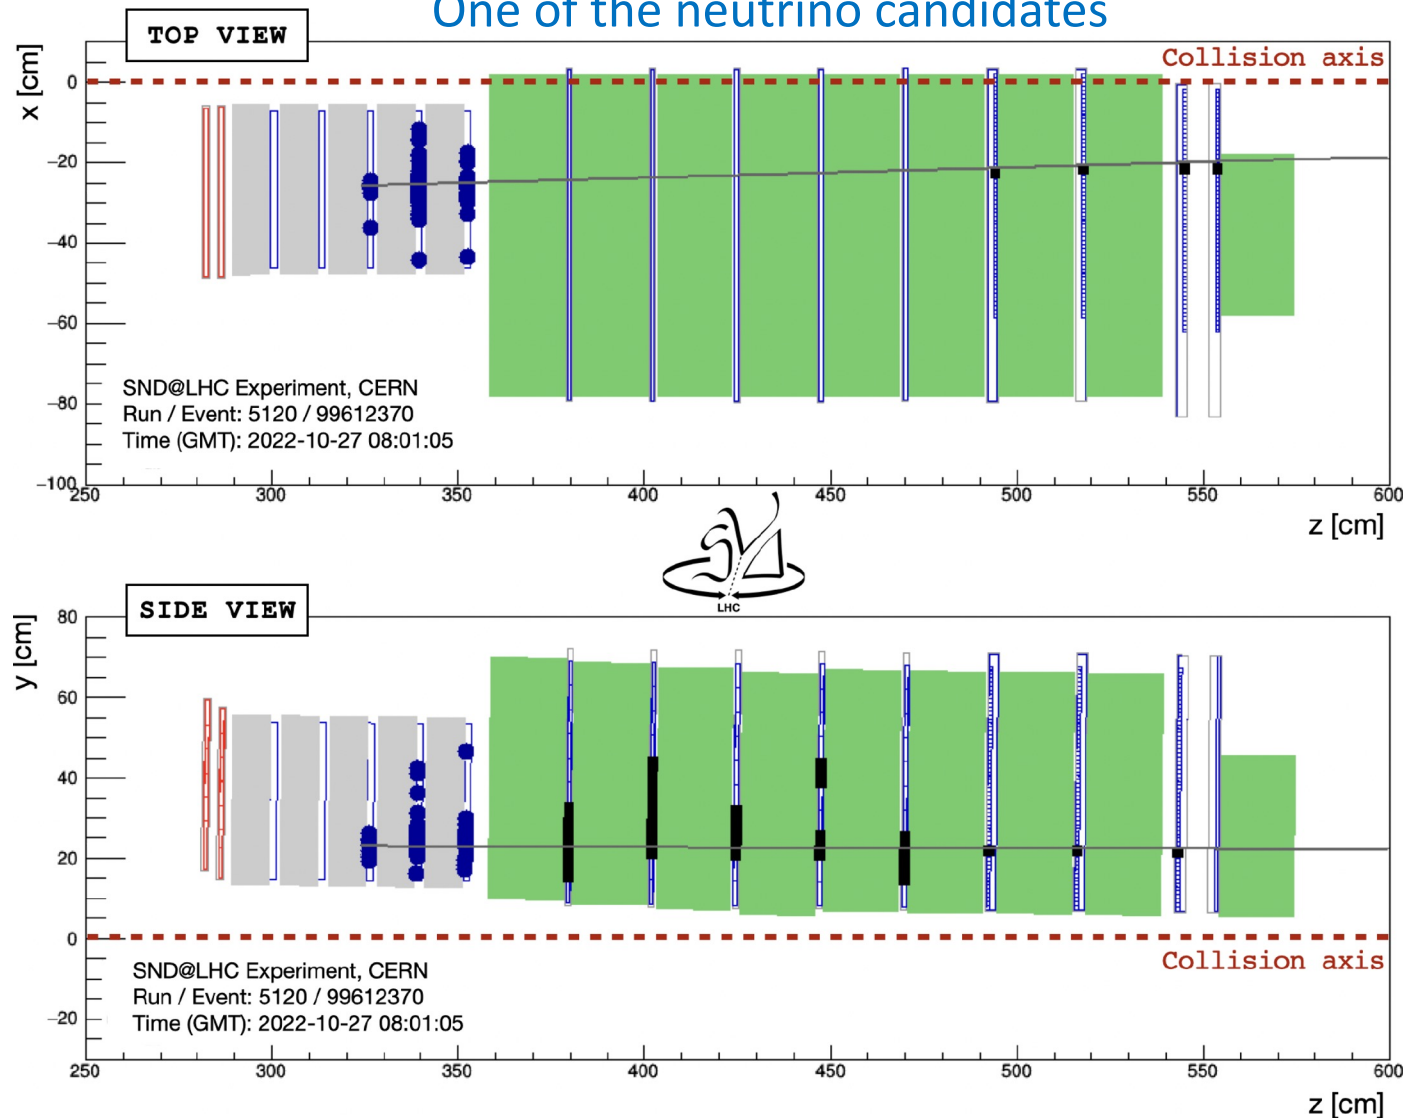 One of the neutrino candidates
TOP VIEW
Collision axis
x [cm]
0
−20
−40
−60
−80
−100
SND@LHC Experiment, CERN
Run / Event: 5120 / 99612370
Time (GMT): 2022-10-27 08:01:05
250 300 350 400 450 500 550 600
z [cm]
LHC
SIDE VIEW
y [cm]
80
60
40
20
0
−20
Collision axis
SND@LHC Experiment, CERN
Run / Event: 5120 / 99612370
Time (GMT): 2022-10-27 08:01:05
250 300 350 400 450 500 550 600
z [cm]